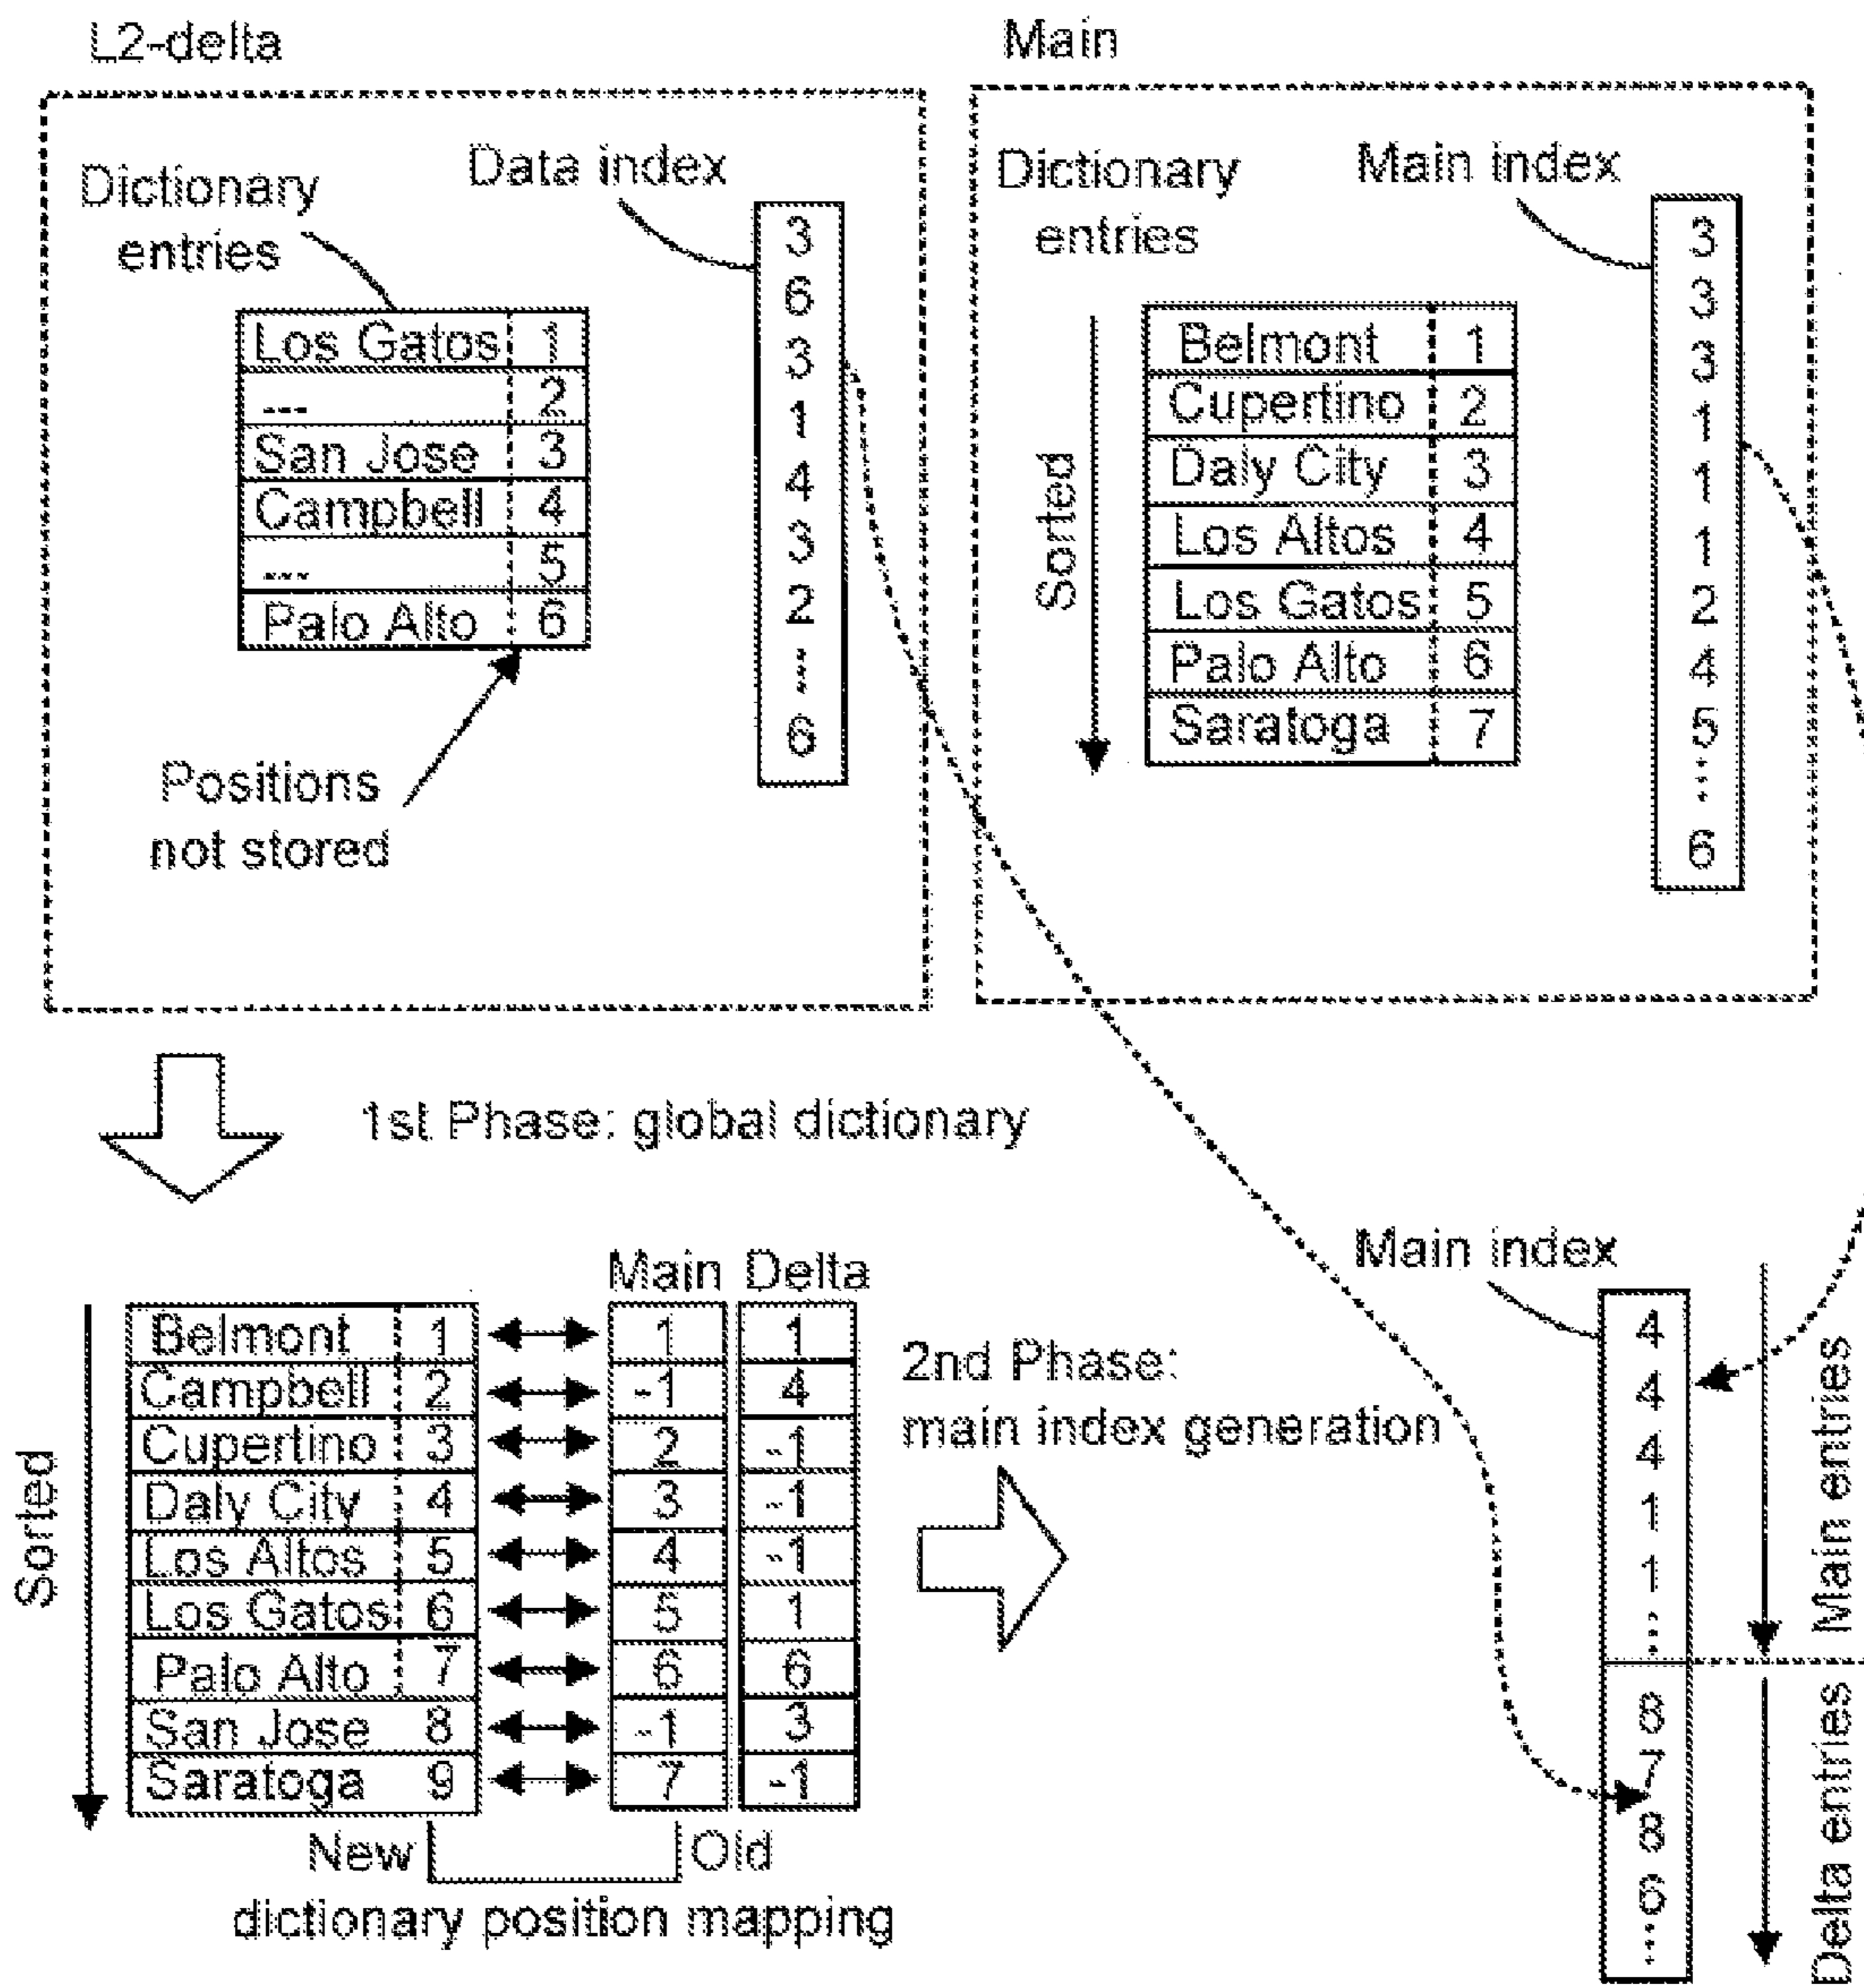 L2-delta
Dictionary
entries
Data index
Los Gatos 1
--- 2
San Jose 3
Campbell 4
--- 5
Palo Alto 6
Positions
not stored
3
6
3
1
4
3
2
...
6
Main
Dictionary
entries
Main index
Sorted
Belmont 1
Cupertino 2
Daly City 3
Los Altos 4
Los Gatos 5
Palo Alto 6
Saratoga 7
3
3
3
1
1
1
2
4
5
...
6
1st Phase: global dictionary
Main Delta
Sorted
Belmont 1 1 1
Campbell 2 -1 4
Cupertino 3 2 -1
Daly City 4 3 -1
Los Altos 5 4 -1
Los Gatos 6 5 1
Palo Alto 7 6 6
San Jose 8 -1 3
Saratoga 9 7 -1
New Old
dictionary position mapping
2nd Phase:
main index generation
Main index
4
4
4
1
1
...
8
7
8
6
...
Main entries
Delta entries